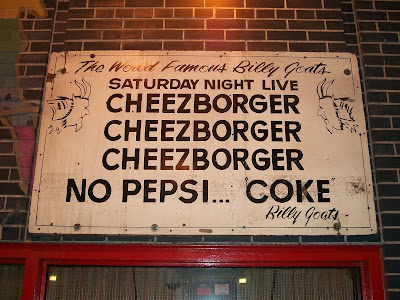 The World Famous Billy Goats
SATURDAY NIGHT LIVE
CHEEZBORGER
CHEEZBORGER
CHEEZBORGER
NO PEPSI... COKE"
Billy Goats